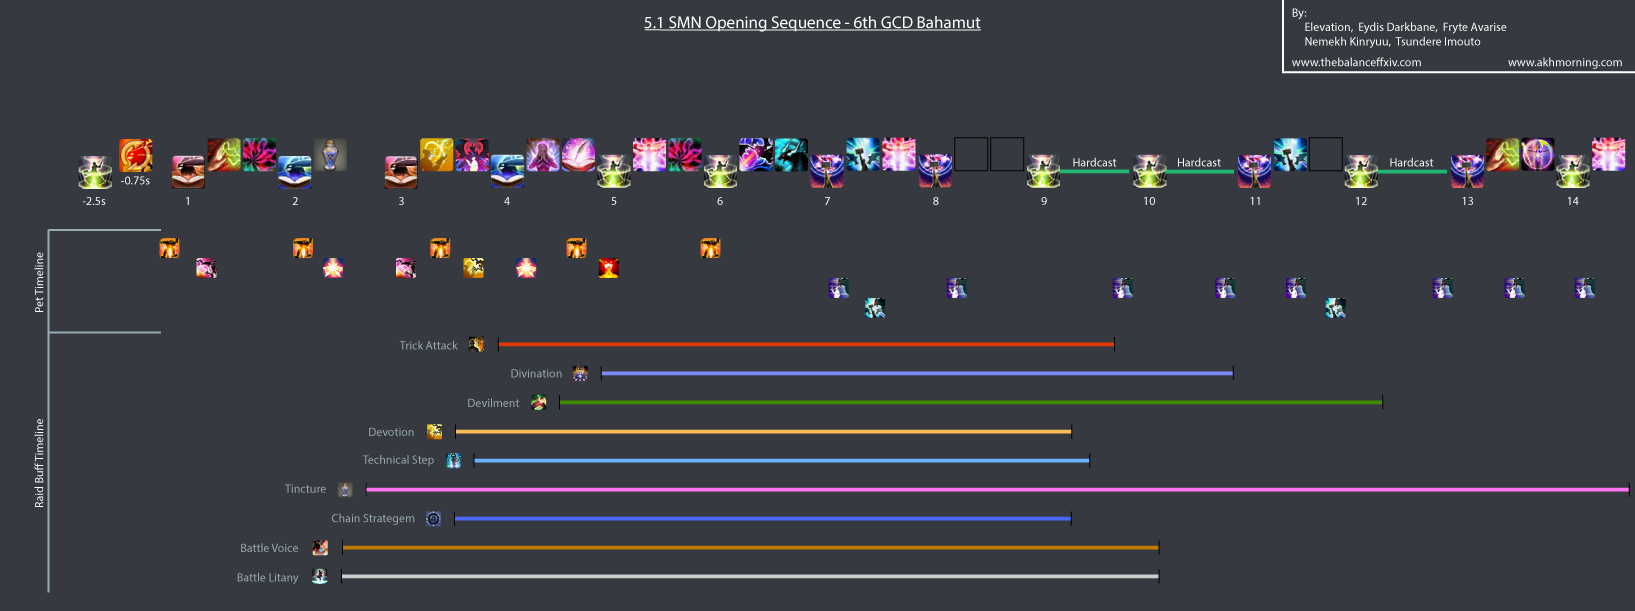 5.1 SMN Opening Sequence - 6th GCD Bahamut
By:
Elevation, Eydis Darkbane, Fryte Avarise
Nemekh Kinryuu, Tsundere Imouto
www.thebalanceffxiv.com www.akhmorning.com
Hardcast Hardcast Hardcast
-0.75s
-2.5s 1 2 3 4 5 6 7 8 9 10 11 12 13 14
Pet Timeline
Raid Buff Timeline
Trick Attack
Divination
Devilment
Devotion
Technical Step
Tincture
Chain Strategem
Battle Voice
Battle Litany